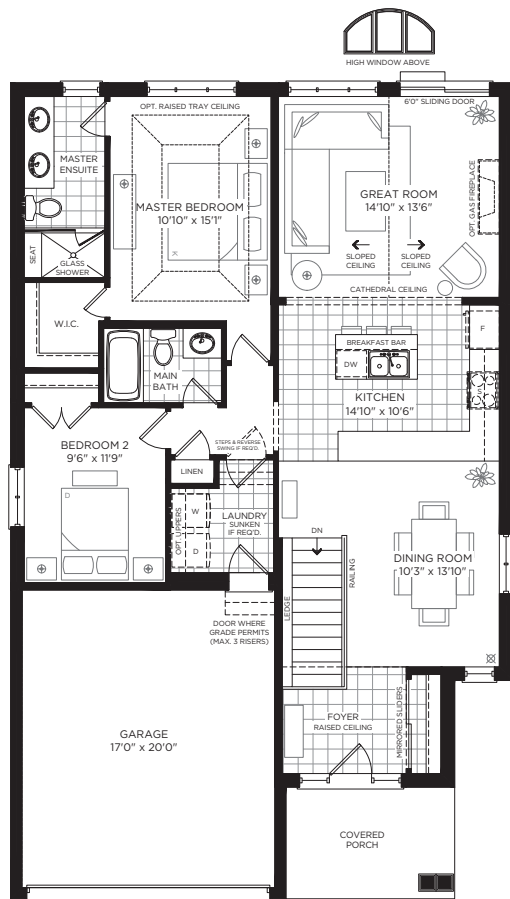 HIGH WINDOW ABOVE
6'0" SLIDING DOOR
OPT. RAISED TRAY CEILING
MASTER
ENSUITE
MASTER BEDROOM
10'10" x 15'1"
K
GREAT ROOM
14'10" x 13'6"
OPT. GAS FIREPLACE
SLOPED
CEILING
SLOPED
CEILING
CATHEDRAL CEILING
SEAT
GLASS
SHOWER
W.I.C.
MAIN
BATH
BREAKFAST BAR
DW
F
S
KITCHEN
14'10" x 10'6"
BEDROOM 2
9'6" x 11'9"
D
STEPS & REVERSE
SWING IF REQ'D.
LINEN
OPT. UPPERS
W
D
LAUNDRY
SUNKEN
IF REQ'D.
DN
LEDGE
RAILING
DINING ROOM
10'3" x 13'10"
DOOR WHERE
GRADE PERMITS
(MAX. 3 RISERS)
FOYER
RAISED CEILING
MIRRORED SLIDERS
GARAGE
17'0" x 20'0"
COVERED
PORCH